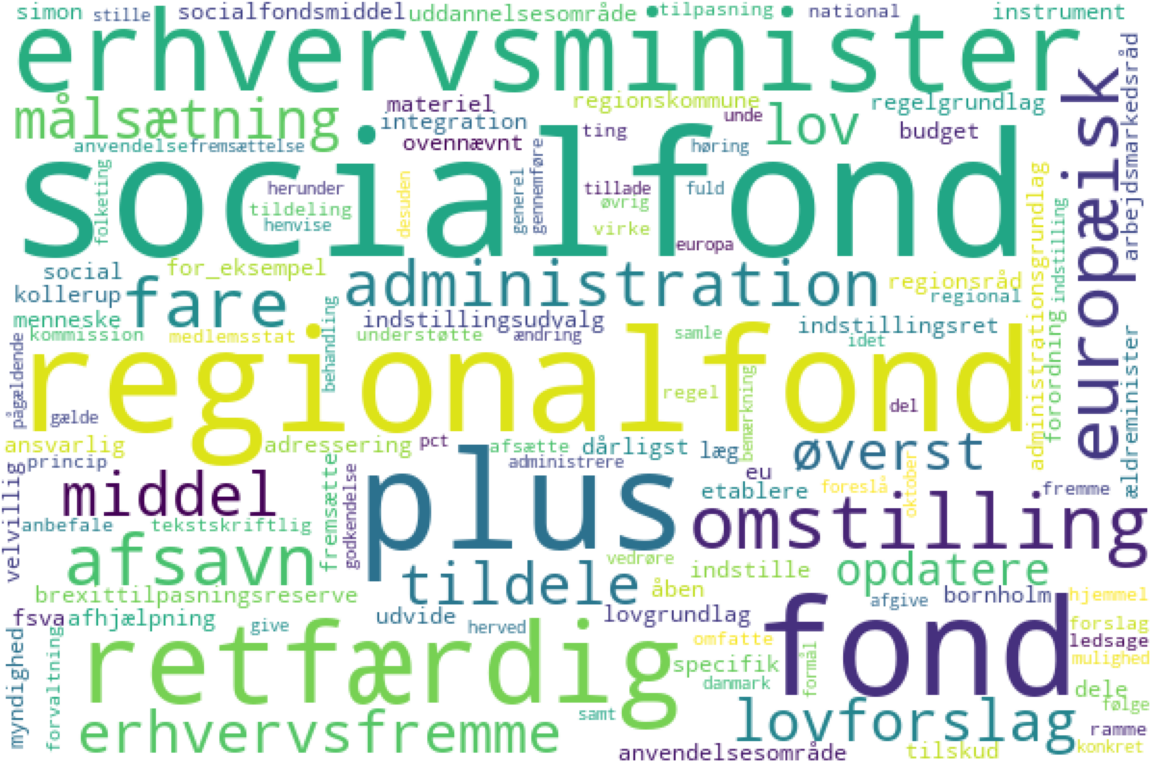 simon stille socialfondsmiddel uddannelsesområde tilpasning national instrument
erhvervsminister
målsætning materiel regionskommune lov regelgrundlag
integration unde ting budget
anvendelse fremsættelse ovennævnt høring
socialfond
europæisk
arbejdsmarkedsråd
folketing
herunder desuden generel gennemføre tillade fuld
tildeling øvrig
henvise virke
europa
social for_eksempel administration regionsråd
kollerup fare regional
administrationsgrundlag
indstilling
menneske indstillingsudvalg indstillingsret
kommission medlemsstat behandling understøtte ændring samle idet
regionalfond
pågældende
forordning
ældreminister
regel
bemærkning
gælde del
ansvarlig adressering pct afsætte dårligst læg øverst
princip administrere eu
middel plus etablere foreslå oktober fremme
velvillig
anbefale tekstskriftlig fremsætte godkendelse omstilling
afsavn vedrøre indstille opdatere
brexittilpasningsreserve tildele åben afgive bornholm hjemmel
fsva afhjælpning give udvide herved lovgrundlag fond forslag
omfatte ledsage
myndighed
forvaltning
retfærdig specifik formål mulighed
danmark dele
følge
erhvervsfremme samt lovforslag ramme
anvendelsesområde tilskud konkret